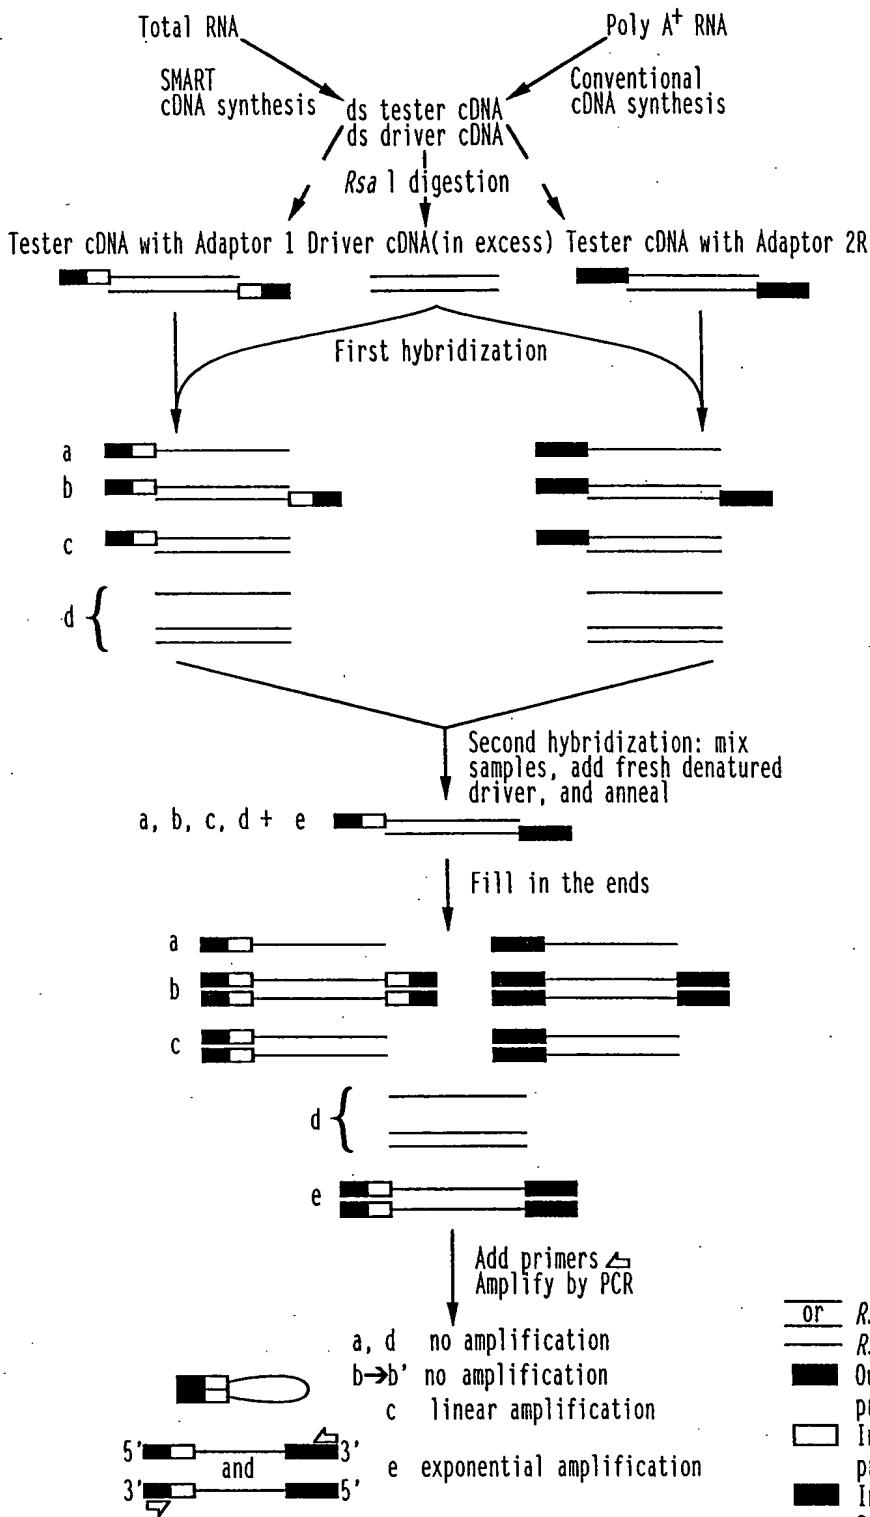 Total RNA
Poly A+ RNA
SMART
cDNA synthesis
Conventional
cDNA synthesis
ds tester cDNA
ds driver cDNA
Rsa l digestion
Tester cDNA with Adaptor 1 Driver cDNA(in excess) Tester cDNA with Adaptor 2R
First hybridization
a
b
c
d
Second hybridization: mix
samples, add fresh denatured
driver, and anneal
a, b, c, d + e
Fill in the ends
a
b
c
d
e
Add primers
Amplify by PCR
a, d no amplification
b→b' no amplification
c linear amplification
5' 3'
and
3' 5'
e exponential amplification
or